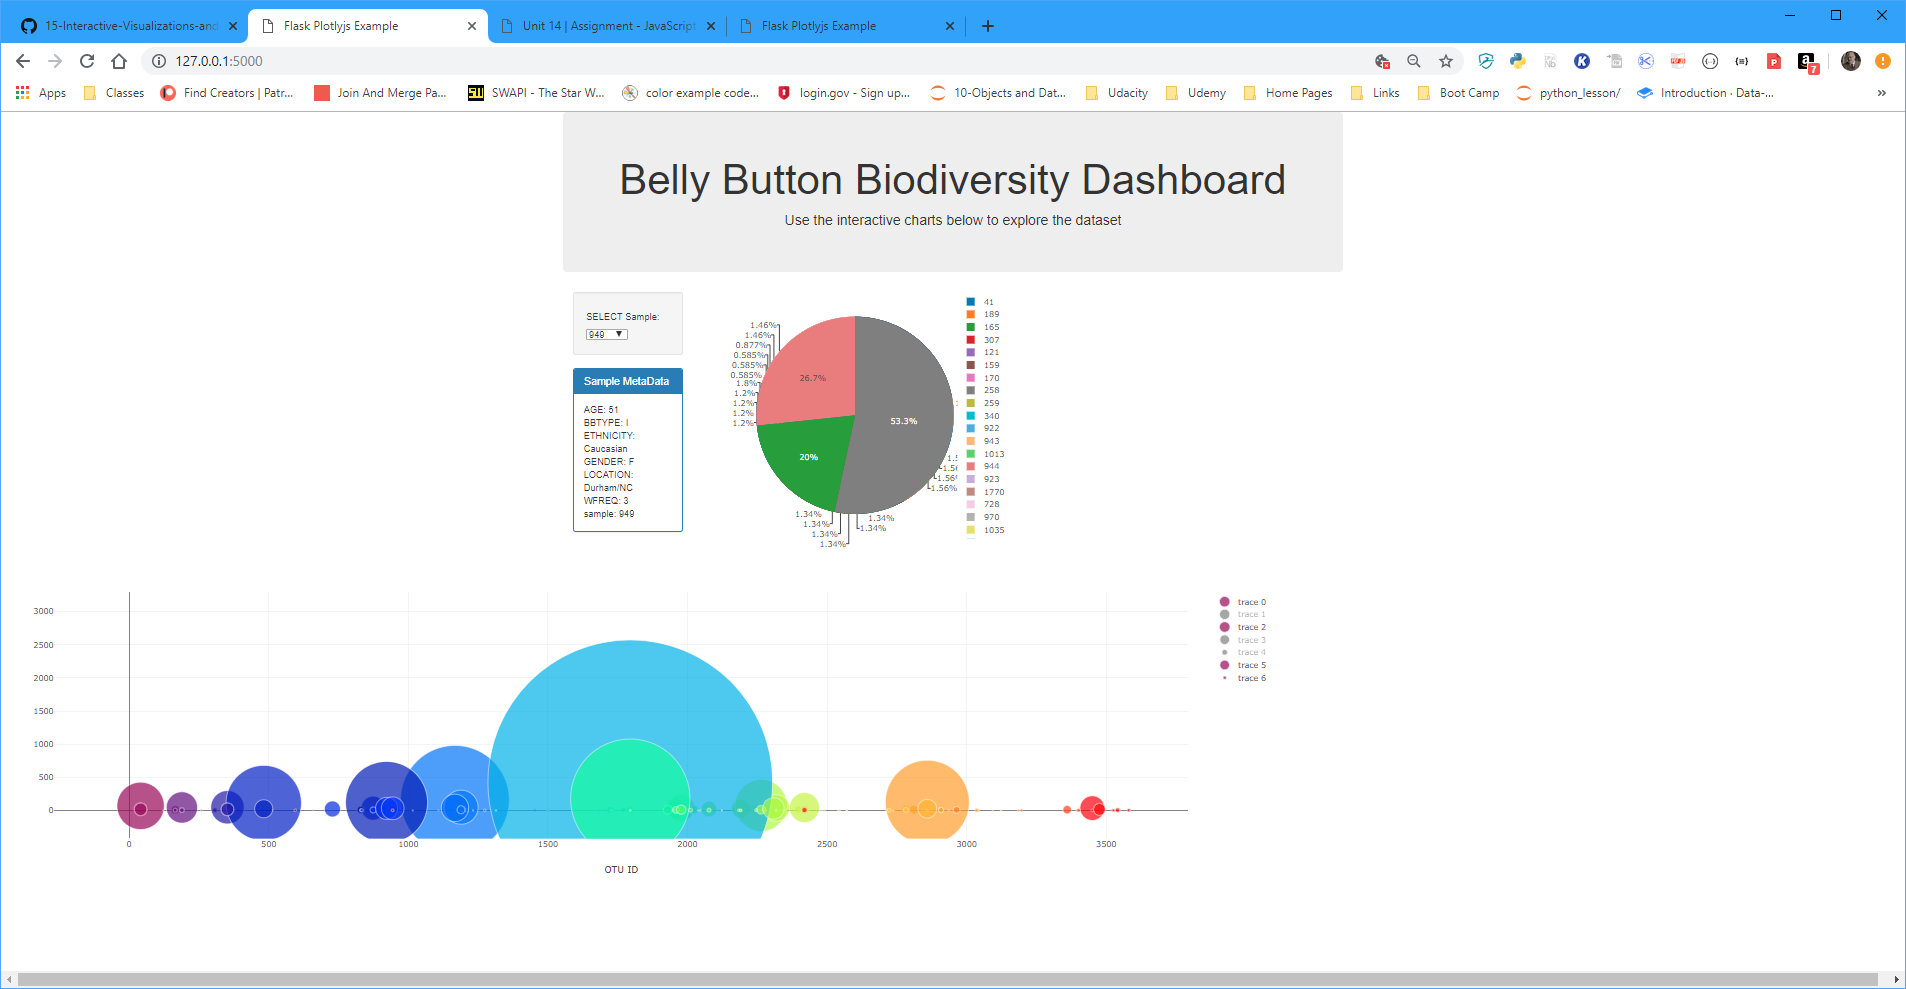 15-Interactive-Visualizations-and
Flask Plotlyjs Example
Unit 14 | Assignment - JavaScript
Flask Plotlyjs Example
127.0.0.1:5000
Apps
Classes
Find Creators | Patr...
Join And Merge Pa...
SWAPI - The Star W...
color example code...
login.gov - Sign up...
10-Objects and Dat...
Udacity
Udemy
Home Pages
Links
Boot Camp
python_lesson/
Introduction · Data-...
»
Belly Button Biodiversity Dashboard
Use the interactive charts below to explore the dataset
SELECT Sample:
949
Sample MetaData
AGE: 51
BBTYPE: I
ETHNICITY:
Caucasian
GENDER: F
LOCATION:
Durham/NC
WFREQ: 3
sample: 949
1.46%
1.46%
0.877%
0.585%
0.585%
0.585%
1.8%
1.2%
1.2%
1.2%
1.2%
26.7%
53.3%
20%
1.56%
1.34%
1.34%
1.34%
1.34%
1.34%
1.34%
41
189
165
307
121
159
170
258
259
340
922
943
1013
944
923
1770
728
970
1035
3000
2500
2000
1500
1000
500
0
0
500
1000
1500
2000
2500
3000
3500
OTU ID
trace 0
trace 1
trace 2
trace 3
trace 4
trace 5
trace 6